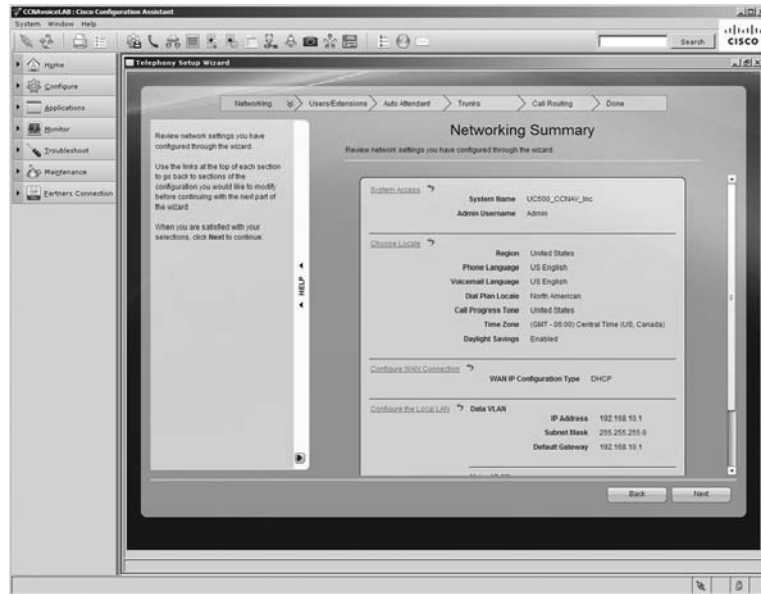 CCNAvoiceLAB : Cisco Configuration Assistant
System Window Help
Search
CISCO
Home
Configure
Applications
Monitor
Troubleshoot
Maintenance
Partners Connection
Telephony Setup Wizard
Networking Users/Extensions Auto Attendant Trunks Call Routing Done
Review network settings you have
configured through the wizard.
Use the links at the top of each section
to go back to sections of the
configuration you would like to modify
before continuing with the next part of
the wizard.
When you are satisfied with your
selections, click Next to continue.
HELP
Networking Summary
Review network settings you have configured through the wizard.
System Access
System Name UC500_CCNAV_Inc
Admin Username Admin
Choose Locale
Region United States
Phone Language US English
Voicemail Language US English
Dial Plan Locale North American
Call Progress Tone United States
Time Zone (GMT - 06:00) Central Time (US, Canada)
Daylight Savings Enabled
Configure WAN Connection
WAN IP Configuration Type DHCP
Configure the Local LAN Data VLAN
IP Address 192.168.10.1
Subnet Mask 255.255.255.0
Default Gateway 192.168.10.1
Back Next